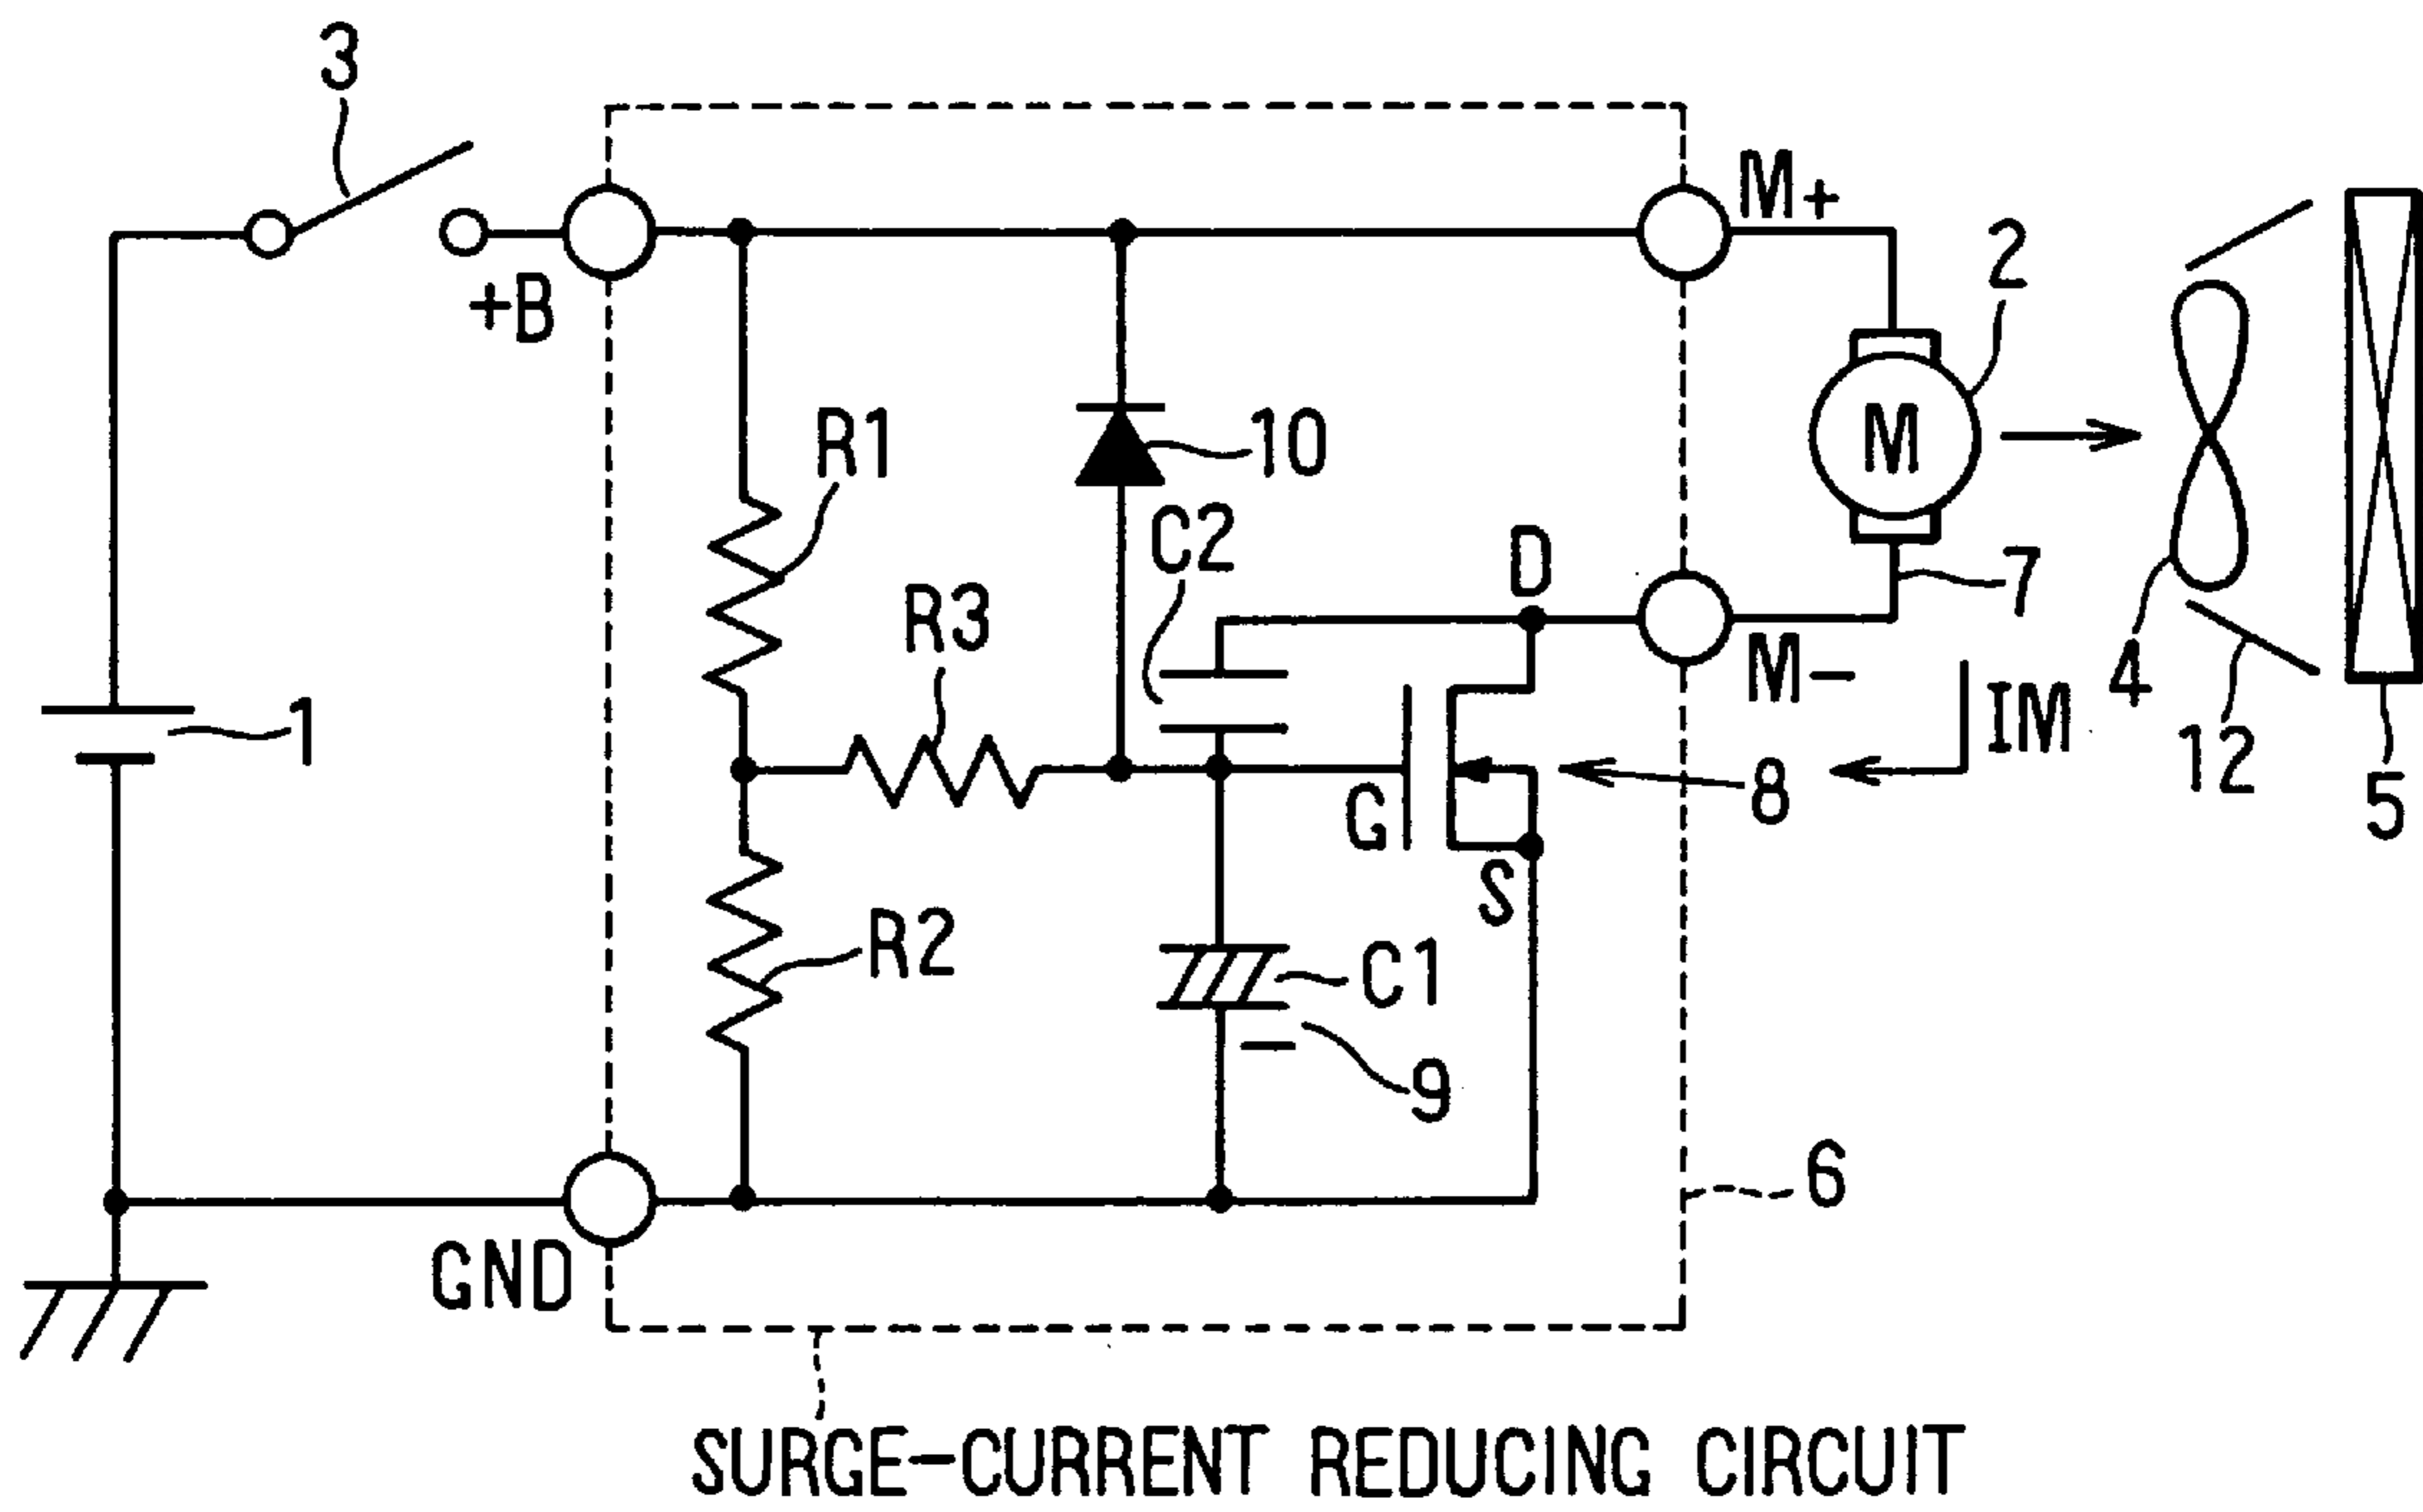 3
M+
2
+B
R1
10
M
C2
D
7
R3
M-
4
1
IM
12
8
5
G
S
R2
C1
9
6
GND
SURGE-CURRENT REDUCING CIRCUIT